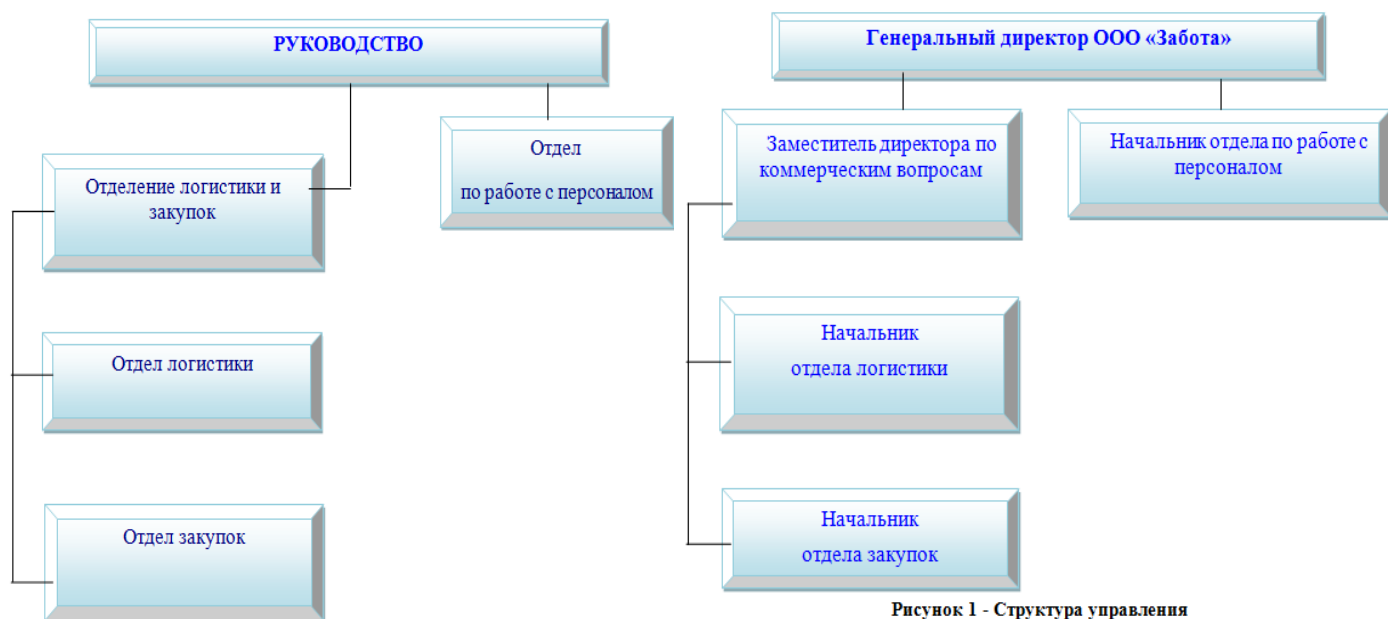 РУКОВОДСТВО
Отдел
по работе с персоналом
Отделение логистики и
закупок
Отдел логистики
Отдел закупок
Генеральный директор ООО «Забота»
Заместитель директора по
коммерческим вопросам
Начальник отдела по работе с
персоналом
Начальник
отдела логистики
Начальник
отдела закупок
Рисунок 1 - Структура управления